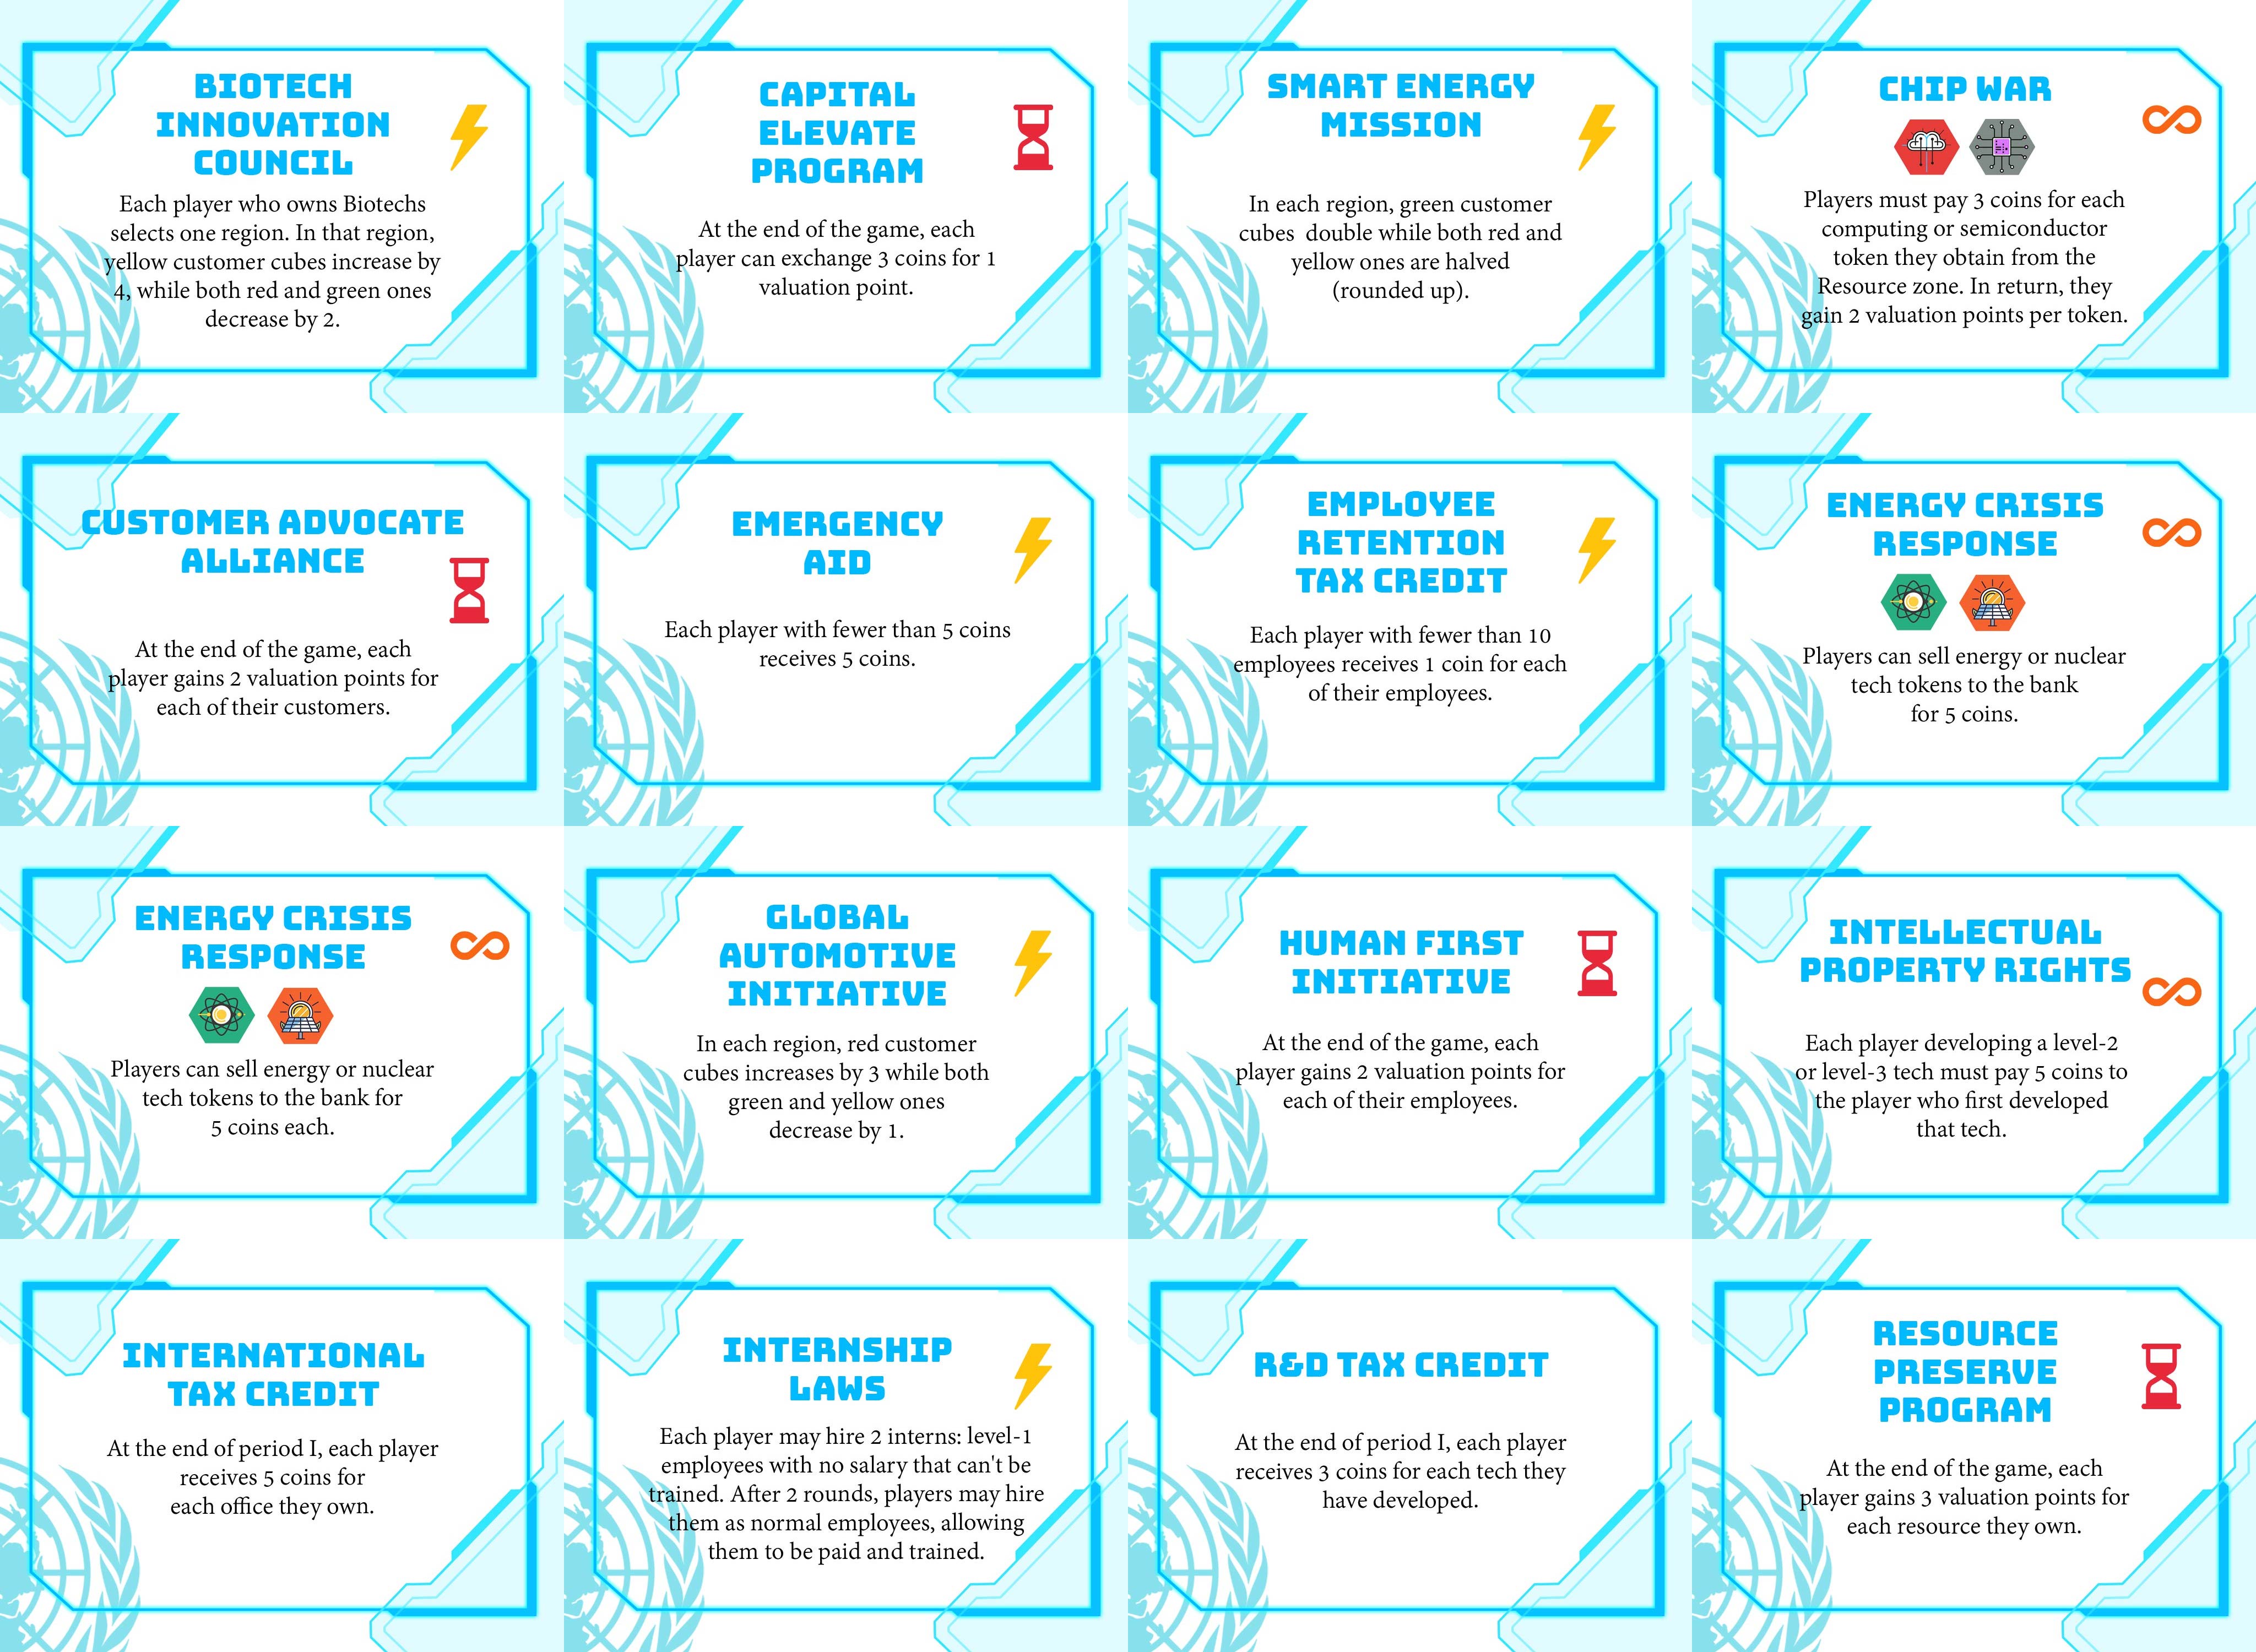 BIOTECH
INNOVATION
COUNCIL
Each player who owns Biotechs
selects one region. In that region,
yellow customer cubes increase by
4, while both red and green ones
decrease by 2.
CAPITAL
ELEVATE
PROGRAM
At the end of the game, each
player can exchange 3 coins for 1
valuation point.
SMART ENERGY
MISSION
In each region, green customer
cubes  double while both red and
yellow ones are halved
(rounded up).
CHIP WAR
Players must pay 3 coins for each
computing or semiconductor
token they obtain from the
Resource zone. In return, they
gain 2 valuation points per token.
CUSTOMER ADVOCATE
ALLIANCE
At the end of the game, each
player gains 2 valuation points for
each of their customers.
EMERGENCY
AID
Each player with fewer than 5 coins
receives 5 coins.
EMPLOYEE
RETENTION
TAX CREDIT
Each player with fewer than 10
employees receives 1 coin for each
of their employees.
ENERGY CRISIS
RESPONSE
Players can sell energy or nuclear
tech tokens to the bank
for 5 coins.
ENERGY CRISIS
RESPONSE
Players can sell energy or nuclear
tech tokens to the bank for
5 coins each.
GLOBAL
AUTOMOTIVE
INITIATIVE
In each region, red customer
cubes increases by 3 while both
green and yellow ones
decrease by 1.
HUMAN FIRST
INITIATIVE
At the end of the game, each
player gains 2 valuation points for
each of their employees.
INTELLECTUAL
PROPERTY RIGHTS
Each player developing a level-2
or level-3 tech must pay 5 coins to
the player who first developed
that tech.
INTERNATIONAL
TAX CREDIT
At the end of period I, each player
receives 5 coins for
each office they own.
INTERNSHIP
LAWS
Each player may hire 2 interns: level-1
employees with no salary that can't be
trained. After 2 rounds, players may hire
them as normal employees, allowing
them to be paid and trained.
R&D TAX CREDIT
At the end of period I, each player
receives 3 coins for each tech they
have developed.
RESOURCE
PRESERVE
PROGRAM
At the end of the game, each
player gains 3 valuation points for
each resource they own.